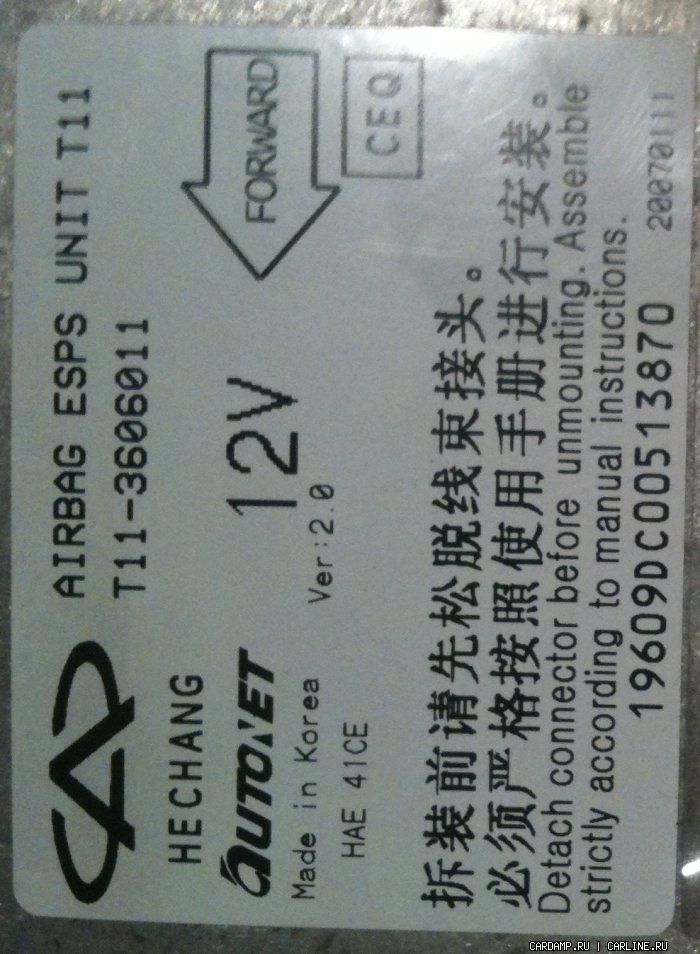 AIRBAG ESPS UNIT T11
T11-3606011
FORWARD
CEQ
HECHANG
12V
AUTONET
Ver:2.0
Made in Korea
HAE 41CE
拆装前请先松脱线束接头。
必须严格按照使用手册进行安装。
Detach connector before unmounting. Assemble
strictly according to manual instructions.
19609DC00513870
20070111
CARDAMP.RU | CARLINE.RU